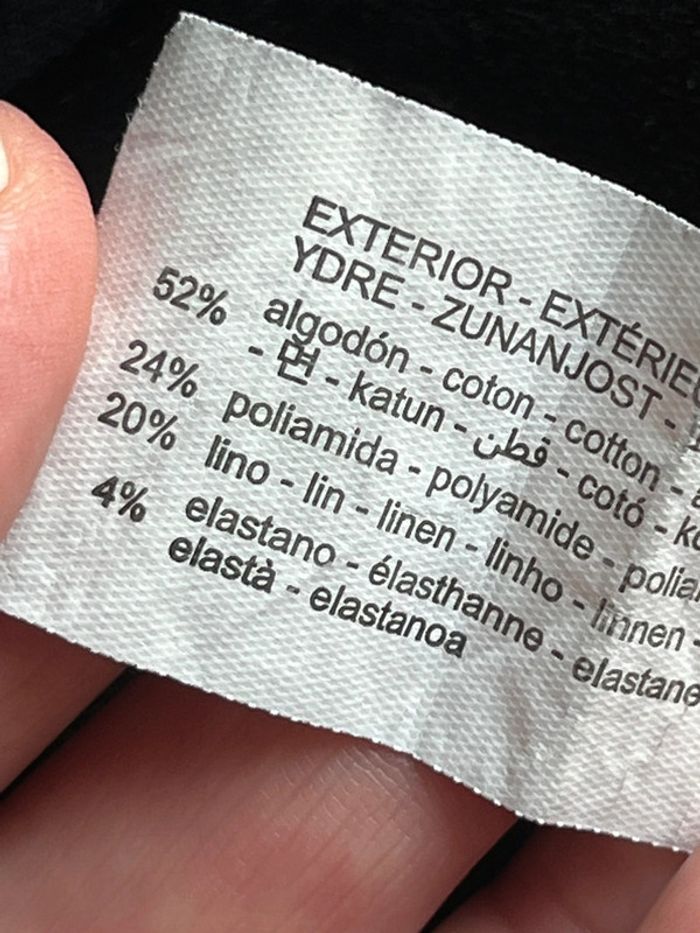 EXTERIOR - EXTÉRIE
YDRE - ZUNANJOST -
52% algodón - coton - cotton -
- 면 - katun - قطن - cotó - ku
24% poliamida - polyamide - polia
20% lino - lin - linen - linho - linnen -
4% elastano - élasthanne - elastane
elastà - elastanoa